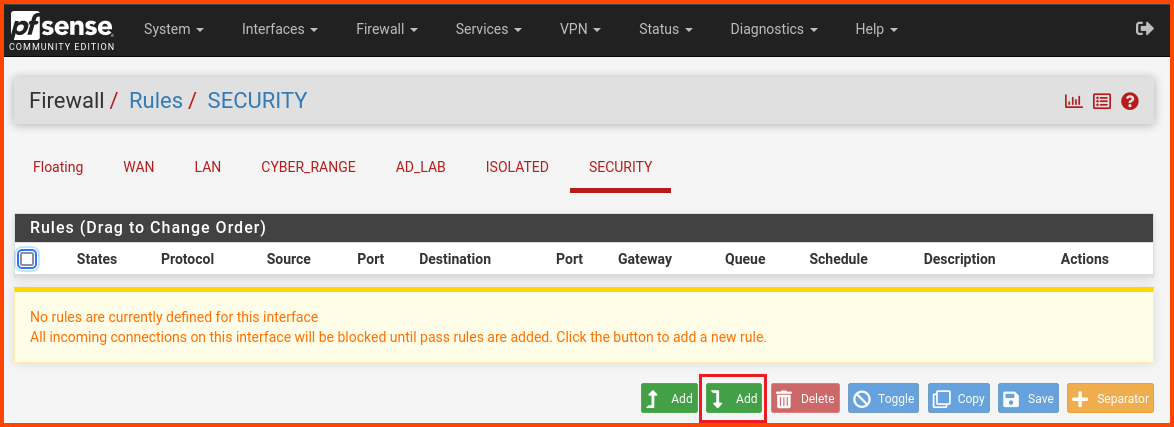 pfsense
COMMUNITY EDITION
System Interfaces Firewall Services VPN Status Diagnostics Help
Firewall / Rules / SECURITY
Floating WAN LAN CYBER_RANGE AD_LAB ISOLATED SECURITY
Rules (Drag to Change Order)
States Protocol Source Port Destination Port Gateway Queue Schedule Description Actions
No rules are currently defined for this interface
All incoming connections on this interface will be blocked until pass rules are added. Click the button to add a new rule.
Add Add Delete Toggle Copy Save Separator